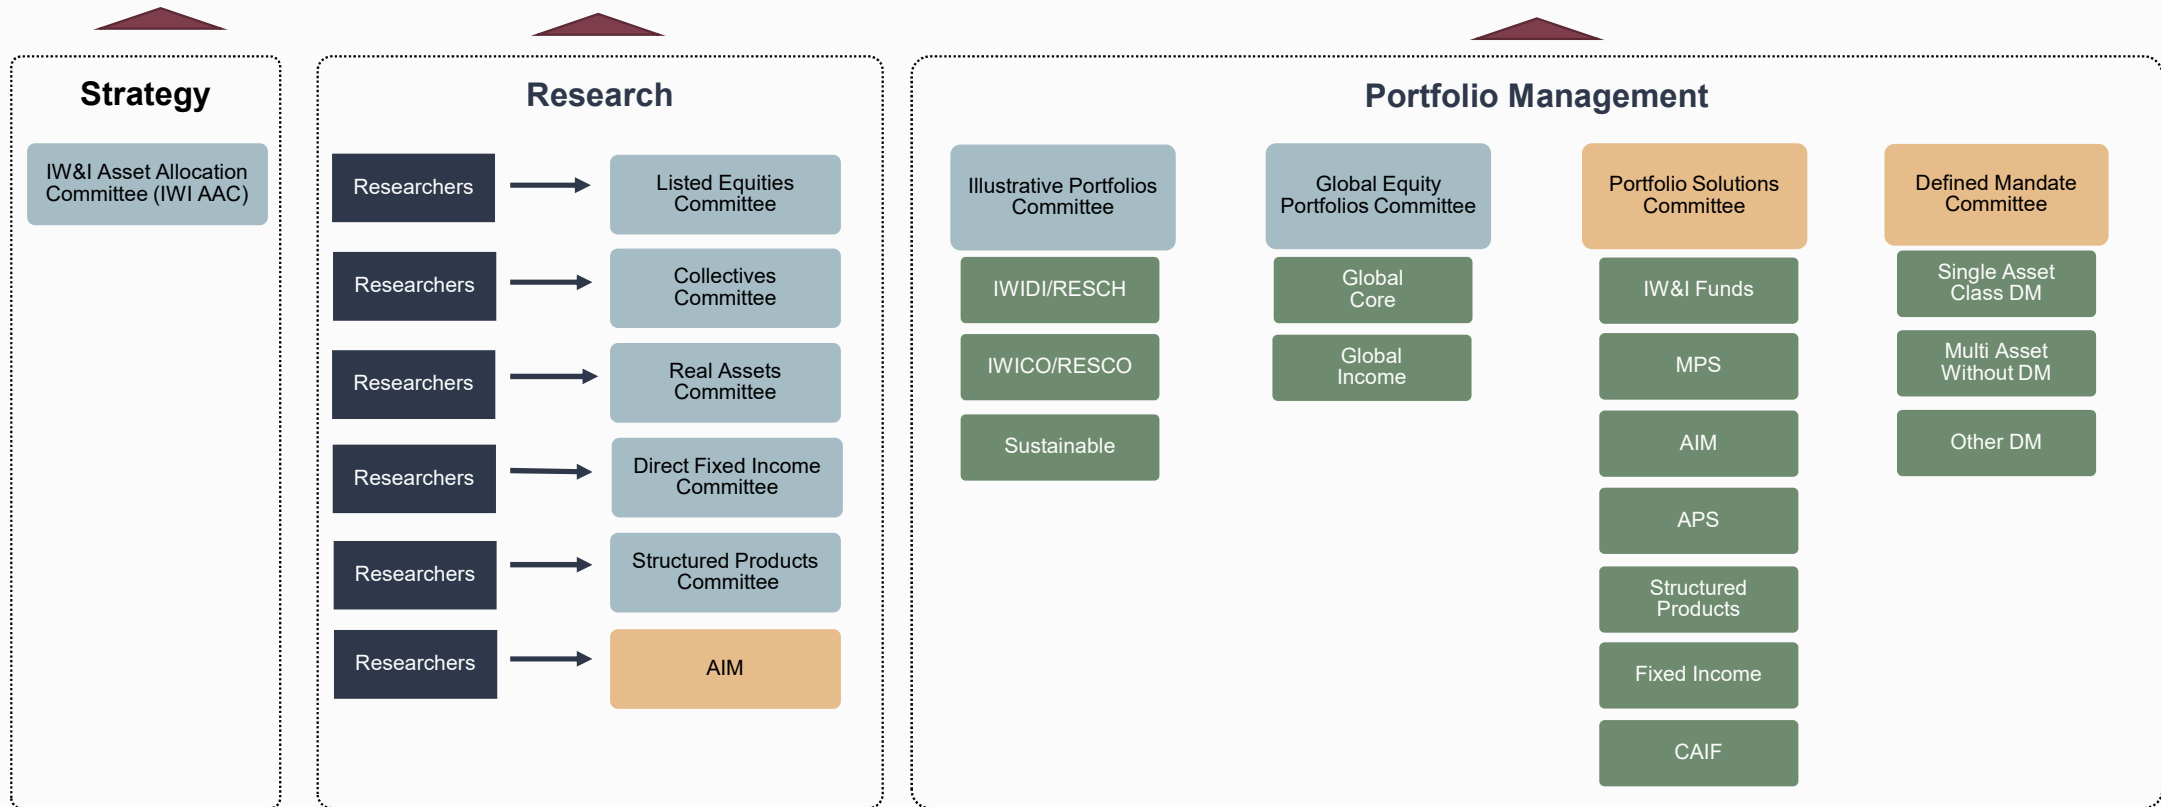 Strategy
IW&I Asset Allocation
Committee (IWI AAC)
Research
Researchers
Listed Equities
Committee
Researchers
Collectives
Committee
Researchers
Real Assets
Committee
Researchers
Direct Fixed Income
Committee
Researchers
Structured Products
Committee
Researchers
AIM
Portfolio Management
Illustrative Portfolios
Committee
IWIDI/RESCH
IWICO/RESCO
Sustainable
Global Equity
Portfolios Committee
Global
Core
Global
Income
Portfolio Solutions
Committee
IW&I Funds
MPS
AIM
APS
Structured
Products
Fixed Income
CAIF
Defined Mandate
Committee
Single Asset
Class DM
Multi Asset
Without DM
Other DM